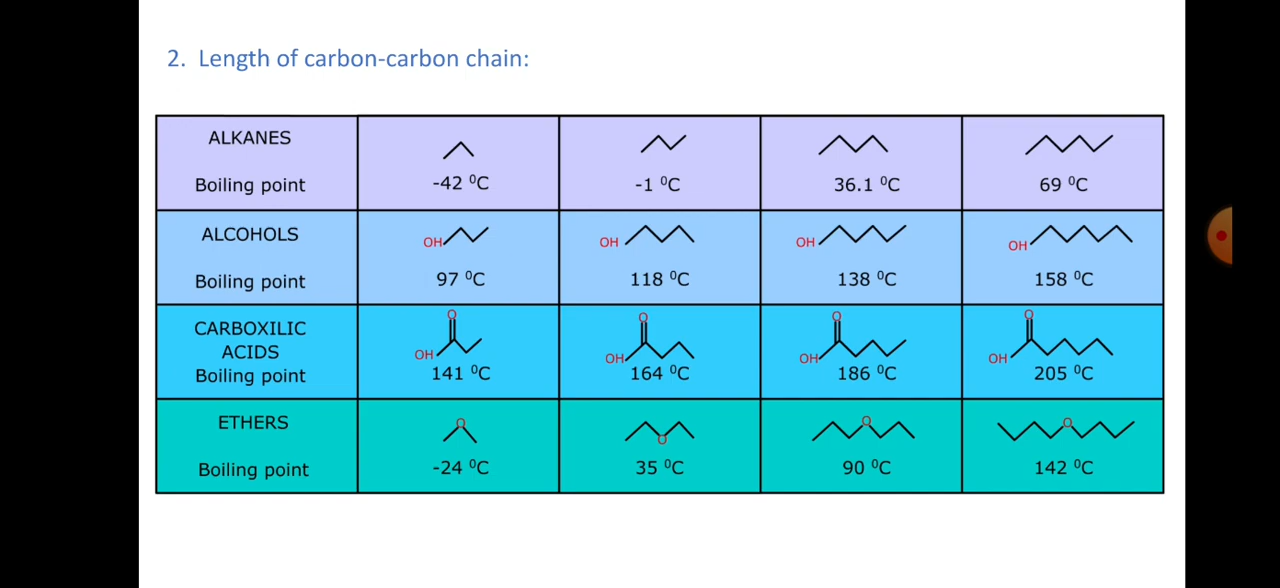 2. Length of carbon-carbon chain:
ALKANES
Boiling point
-42 ⁰C
-1 ⁰C
36.1 ⁰C
69 ⁰C
ALCOHOLS
OH
OH
OH
OH
Boiling point
97 ⁰C
118 ⁰C
138 ⁰C
158 ⁰C
CARBOXILIC
ACIDS
O
OH
O
OH
O
OH
O
OH
Boiling point
141 ⁰C
164 ⁰C
186 ⁰C
205 ⁰C
ETHERS
O
O
O
O
Boiling point
-24 ⁰C
35 ⁰C
90 ⁰C
142 ⁰C